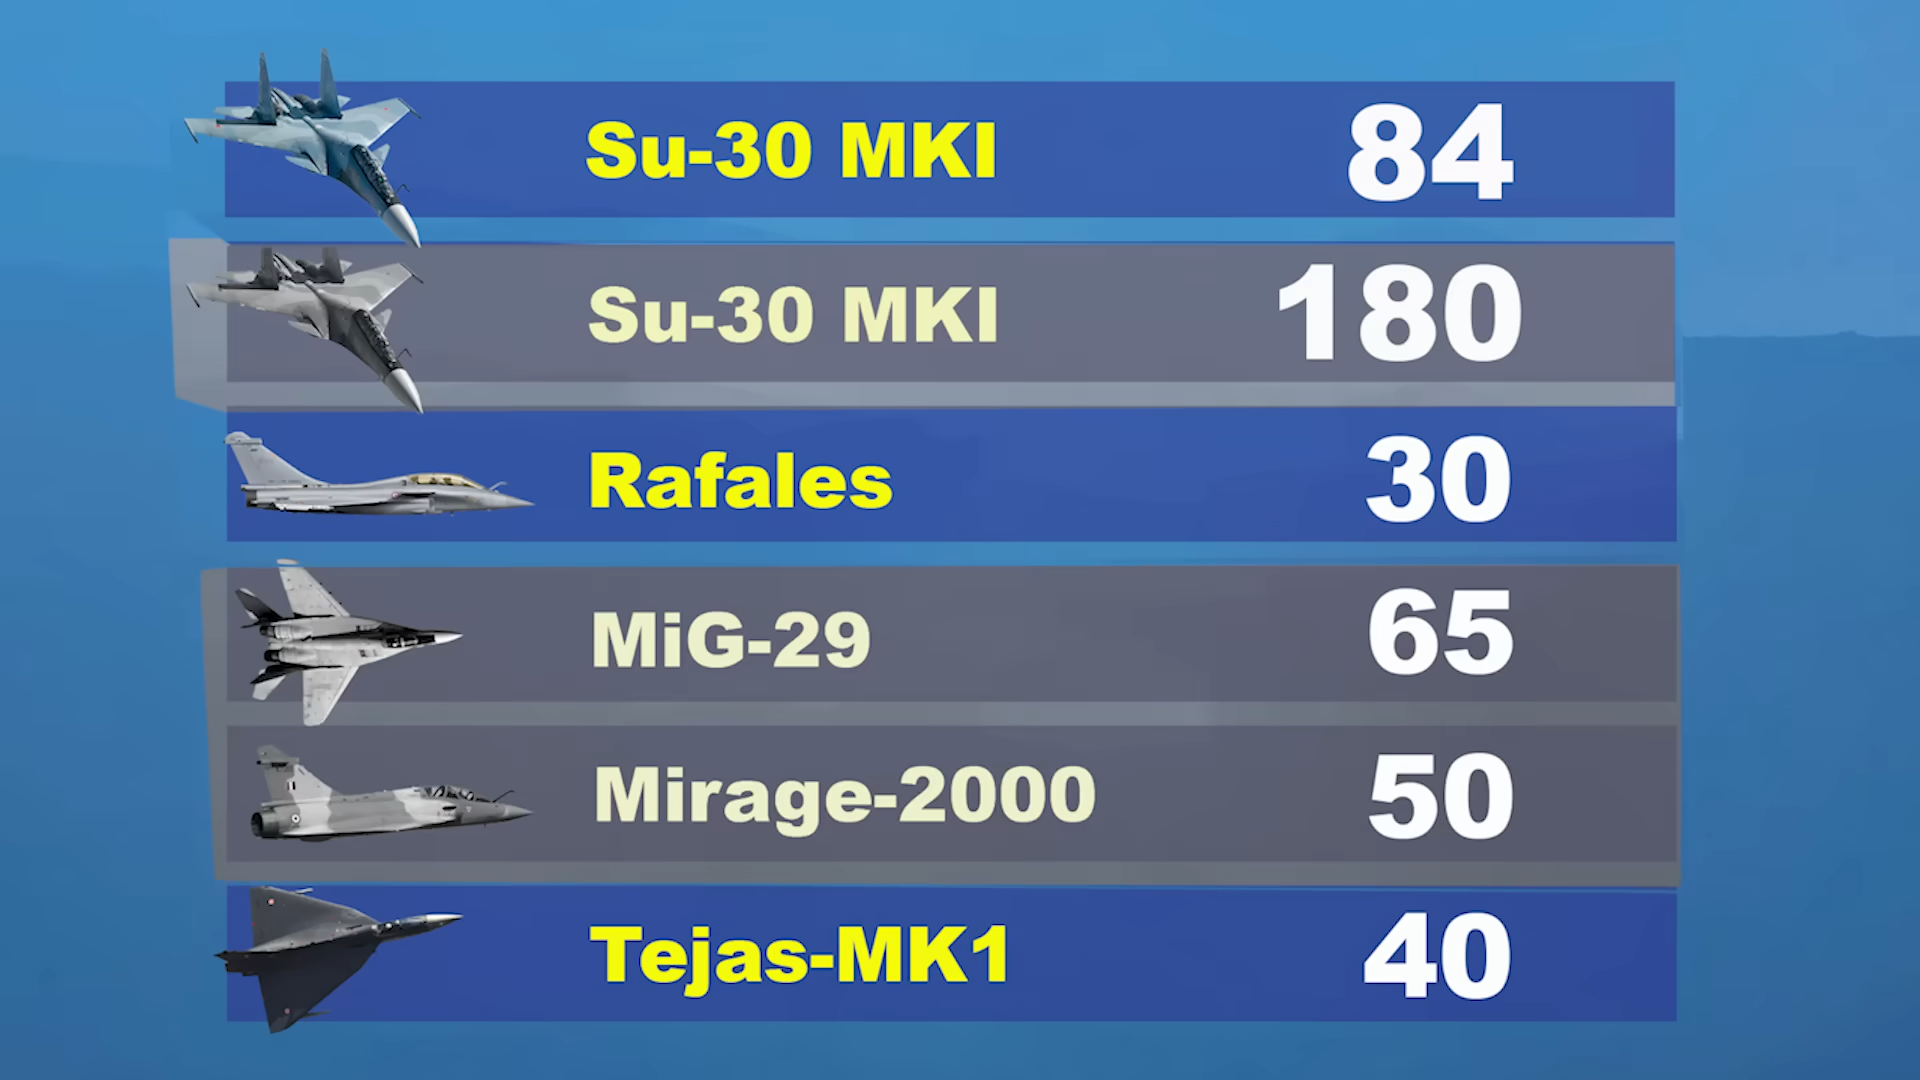 Su-30 MKI 84
Su-30 MKI 180
Rafales 30
MiG-29 65
Mirage-2000 50
Tejas-MK1 40